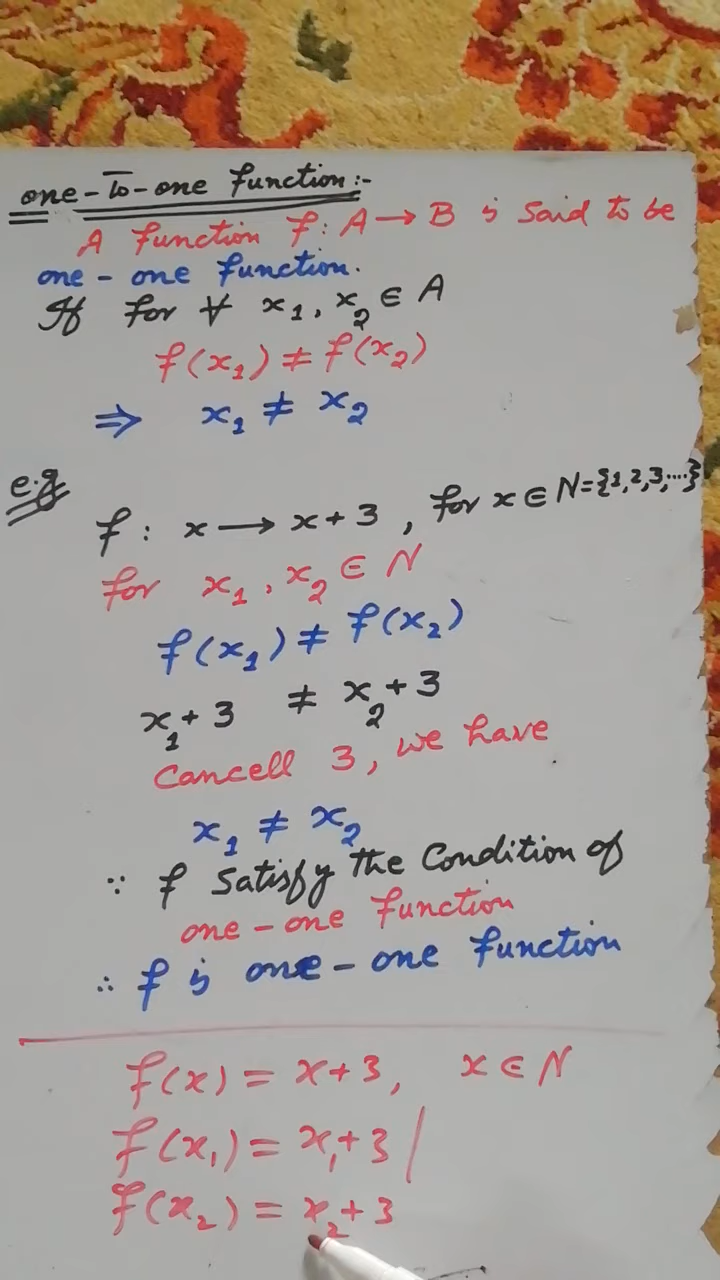 one-To-one Function:-
A Function f: A → B is said to be
one - one function.
If for ∀ x₁, x₂ ∈ A
f(x₁) ≠ f(x₂)
⇒ x₁ ≠ x₂
e.g
f : x → x + 3 , for x ∈ N={1,2,3,....}
for x₁, x₂ ∈ N
f(x₁) ≠ f(x₂)
x₁ + 3 ≠ x₂ + 3
Cancell 3, we have
x₁ ≠ x₂
∵ f Satisfy the Condition of
one - one function
∴ f is one - one function
f(x) = x+3, x ∈ N
f(x₁) = x₁+3
f(x₂) = x₂+3